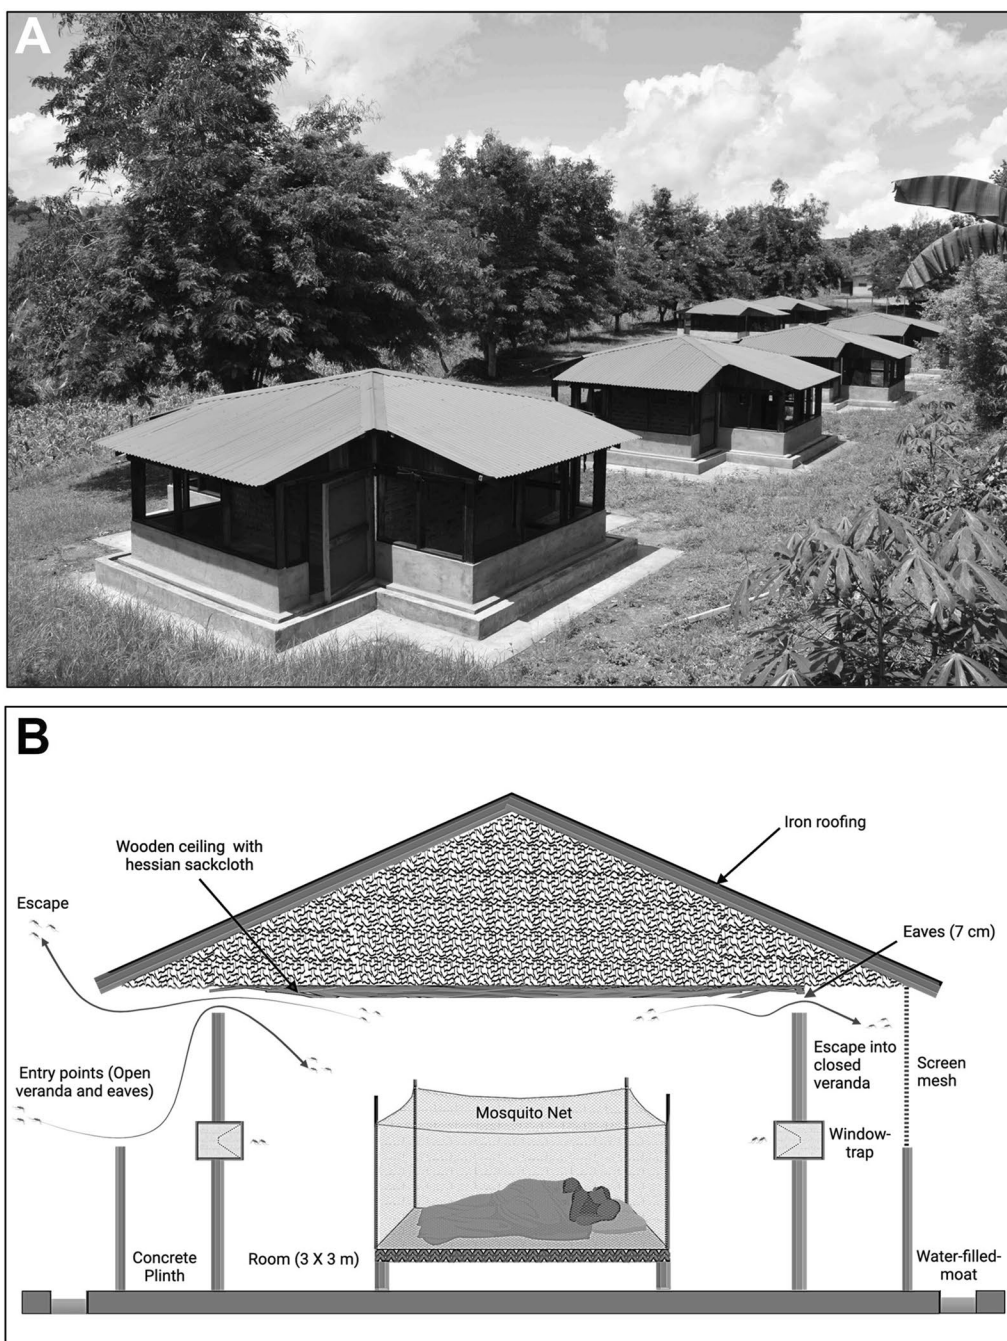 A
B
Wooden ceiling with
hessian sackcloth
Iron roofing
Escape
Eaves (7 cm)
Entry points (Open
veranda and eaves)
Escape into
closed
veranda
Screen
mesh
Mosquito Net
Window-
trap
Concrete
Plinth
Room (3 X 3 m)
Water-filled-
moat